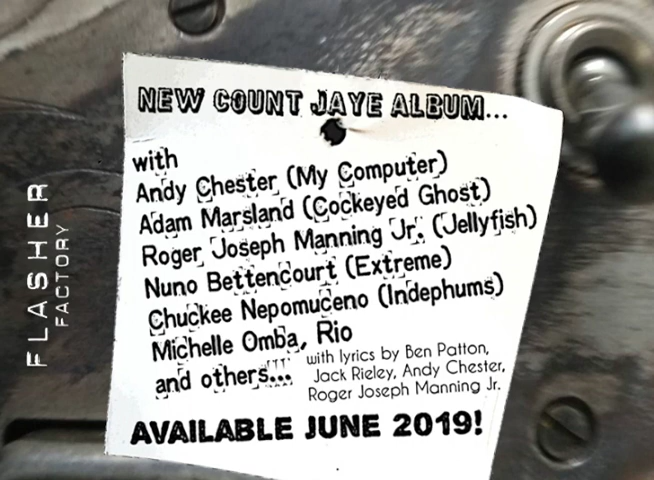 NEW COUNT JAYE ALBUM...
with
Andy Chester (My Computer)
Adam Marsland (Cockeyed Ghost)
Roger Joseph Manning Jr. (Jellyfish)
Nuno Bettencourt (Extreme)
Chuckee Nepomuceno (Indephums)
Michelle Omba, Rio
and others...
with lyrics by Ben Patton,
Jack Rieley, Andy Chester,
Roger Joseph Manning Jr.
AVAILABLE JUNE 2019!
FLASHER
FACTORY